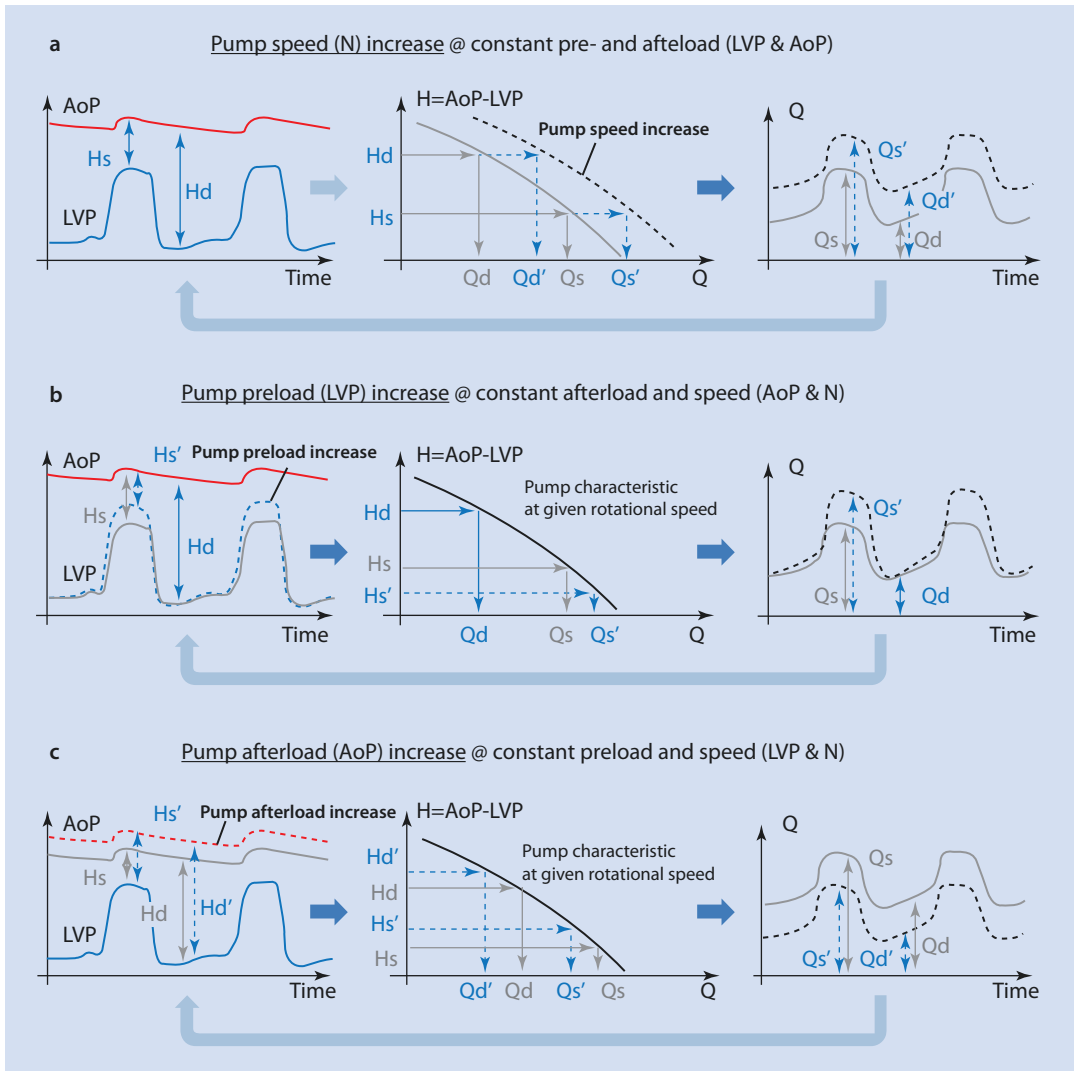 a
Pump speed (N) increase @ constant pre- and afteload (LVP & AoP)
AoP
Hs
Hd
LVP
Time
H=AoP-LVP
Pump speed increase
Hd
Hs
Qd
Qd’
Qs
Qs’
Q
Q
Qs’
Qd’
Qs
Qd
Time
b
Pump preload (LVP) increase @ constant afterload and speed (AoP & N)
AoP
Hs’
Pump preload increase
Hs
Hd
LVP
Time
H=AoP-LVP
Pump characteristic
at given rotational speed
Hd
Hs
Hs’
Qd
Qs
Qs’
Q
Q
Qs’
Qs
Qd
Time
c
Pump afterload (AoP) increase @ constant preload and speed (LVP & N)
AoP
Hs’
Pump afterload increase
Hs
Hd
Hd’
LVP
Time
H=AoP-LVP
Pump characteristic
at given rotational speed
Hd’
Hd
Hs’
Hs
Qd’
Qd
Qs’
Qs
Q
Q
Qs
Qs’
Qd’
Qd
Time